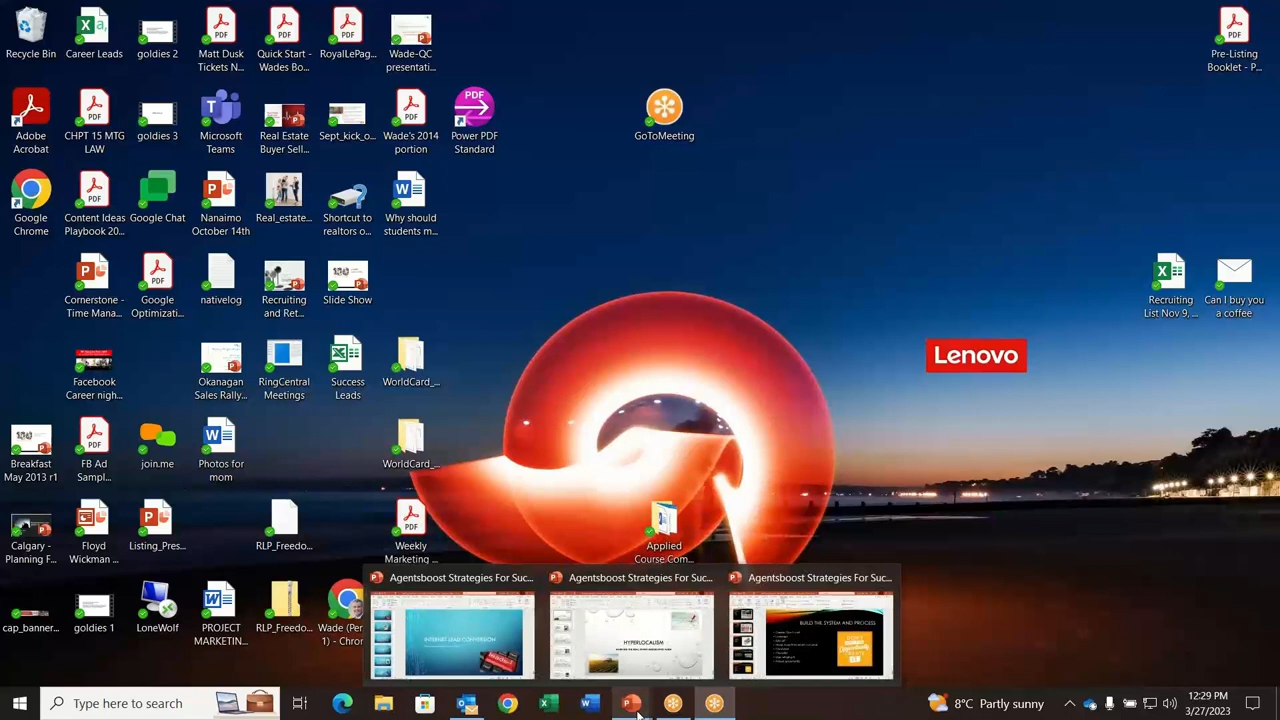 Recycle Bin
Career Leads
goldies 2
Matt Dusk Tickets N...
Quick Start - Wades Bo...
RoyalLePag...
Wade-QC presentati...
Pre-Listing Booklet - P...
Adobe Acrobat
CHPT 15 MTG LAW
goldies 3
Microsoft Teams
Real Estate Buyer Sell...
Sept_kick_o...
Wade's 2014 portion
PDF
Power PDF Standard
GoToMeeting
Google Chrome
Content Ideas Playbook 20...
Google Chat
Nanaimo October 14th
Real_estate...
Shortcut to realtors o...
Why should students m...
Cornerstone - Time Mana...
Google Optimizati...
nativelog
Recruiting and Ret...
Slide Show
Recruiting List Nov 9, ...
Can I buy you a coffee
Facebook Career nigh...
Okanagan Sales Rally...
RingCentral Meetings
Success Leads
WorldCard_...
Lenovo
Breakfast May 2013 r1
FB Ad Sampl...
join.me
Photos for mom
WorldCard_...
Calgary - Planning F...
Floyd Wickman ...
Listing_Pres...
RLP_Freedo...
Weekly Marketing ...
Applied Course Com...
goldies 1
LoneWolf
PROJECT MARKETIN...
RLP_Freedo...
Wade (Per... 1) - Chrom
Agentsboost Strategies For Suc...
Agentsboost Strategies For Suc...
Agentsboost Strategies For Suc...
INTERNET LEAD CONVERSION
HYPERLOCALISM
BUILD THE SYSTEM AND PROCESS
Type here to search
Partly sunny
12:29 PM
3/27/2023